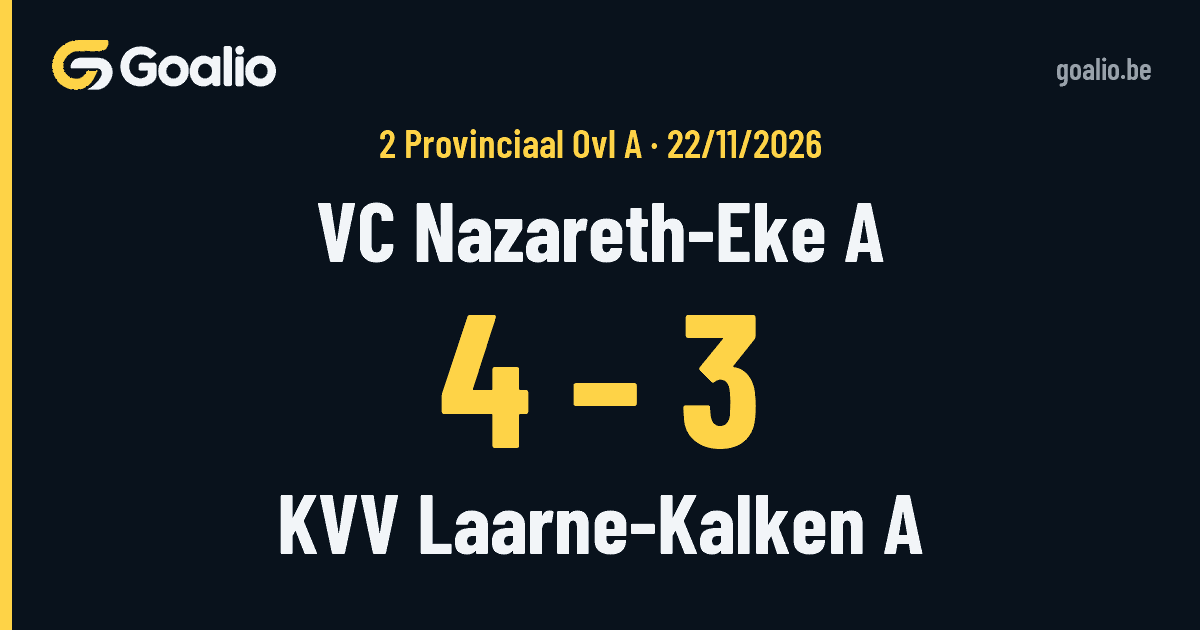 Goalio
goalio.be
2 Provinciaal Ovl A · 22/11/2026
VC Nazareth-Eke A
4 – 3
KVV Laarne-Kalken A